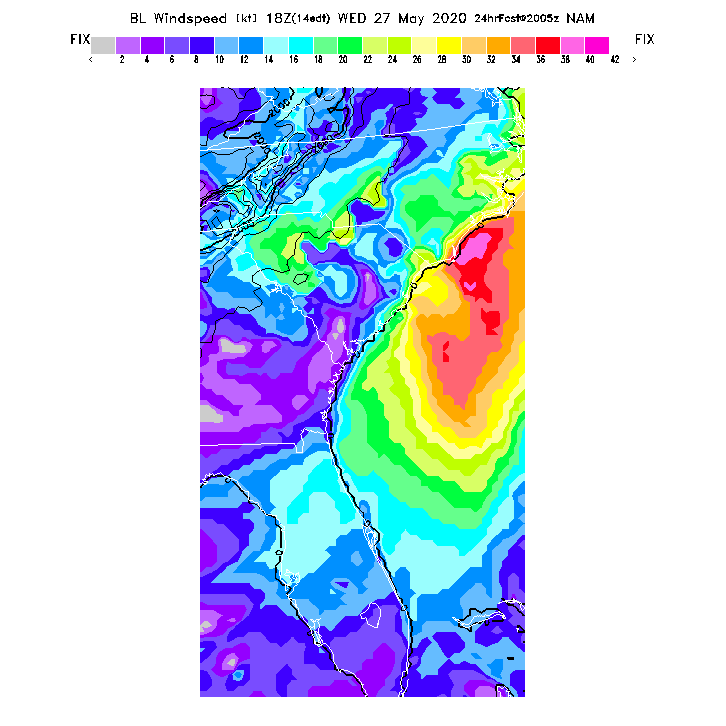 BL Windspeed [kt] 18Z(14edt) WED 27 May 2020 24hrFcst@2005z NAM
FIX FIX
< 2 4 6 8 10 12 14 16 18 20 22 24 26 28 30 32 34 36 38 40 42 >